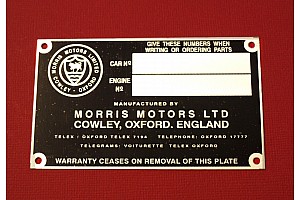 GIVE THESE NUMBERS WHEN
WRITING OR ORDERING PARTS
MORRIS MOTORS LIMITED
COWLEY · OXFORD
CAR Nº
ENGINE
Nº
MANUFACTURED BY
MORRIS MOTORS LTD
COWLEY, OXFORD. ENGLAND
TELEX : OXFORD TELEX 7194 TELEPHONE: OXFORD 17777
TELEGRAMS: VOITURETTE TELEX OXFORD
WARRANTY CEASES ON REMOVAL OF THIS PLATE